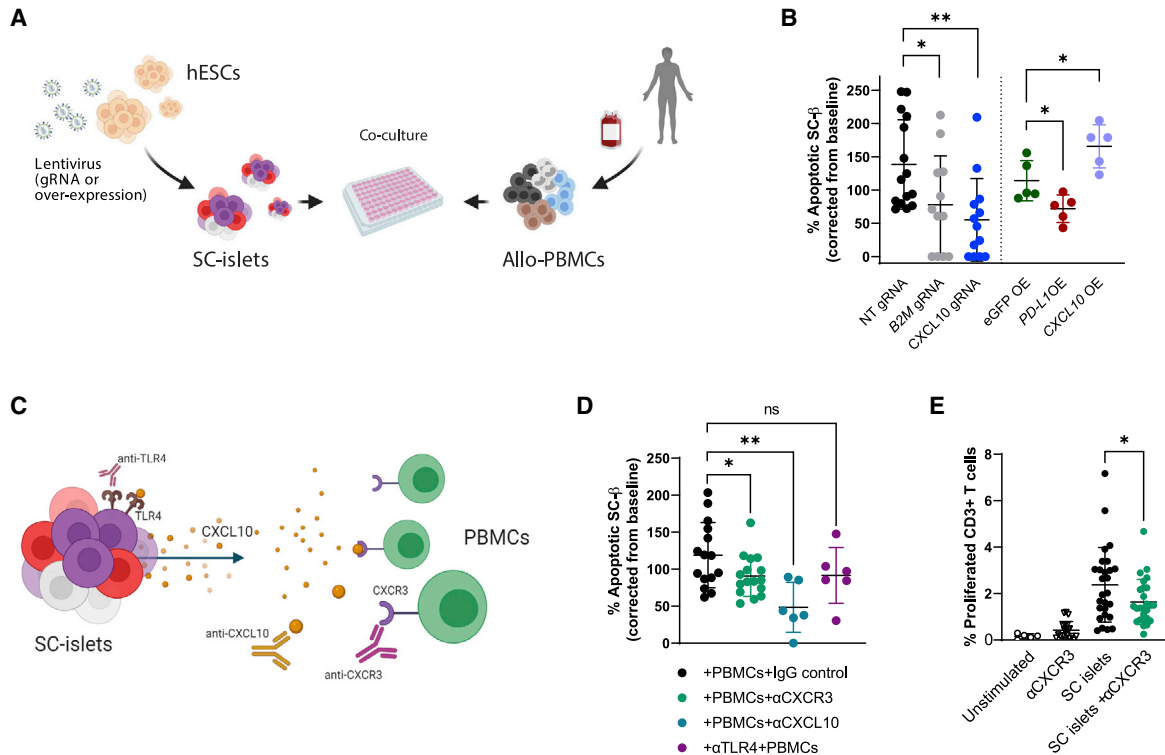 A
hESCs
Lentivirus
(gRNA or
over-expression)
Co-culture
SC-islets
Allo-PBMCs
B
% Apoptotic SC-β
(corrected from baseline)
250
200
150
100
50
0
*
**
*
*
NT gRNA
B2M gRNA
CXCL10 gRNA
eGFP OE
PD-L1OE
CXCL10 OE
C
anti-TLR4
TLR4
CXCL10
PBMCs
CXCR3
anti-CXCL10
anti-CXCR3
SC-islets
D
% Apoptotic SC-β
(corrected from baseline)
250
200
150
100
50
0
ns
**
*
+PBMCs+IgG control
+PBMCs+αCXCR3
+PBMCs+αCXCL10
+αTLR4+PBMCs
E
% Proliferated CD3+ T cells
8
6
4
2
0
*
Unstimulated
αCXCR3
SC islets
SC islets +αCXCR3